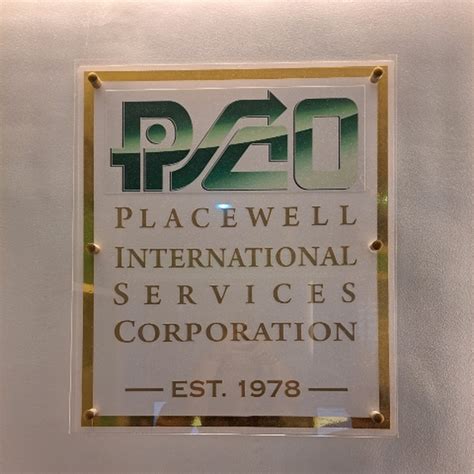 PISCO
PLACEWELL
INTERNATIONAL
SERVICES
CORPORATION
— EST. 1978 —